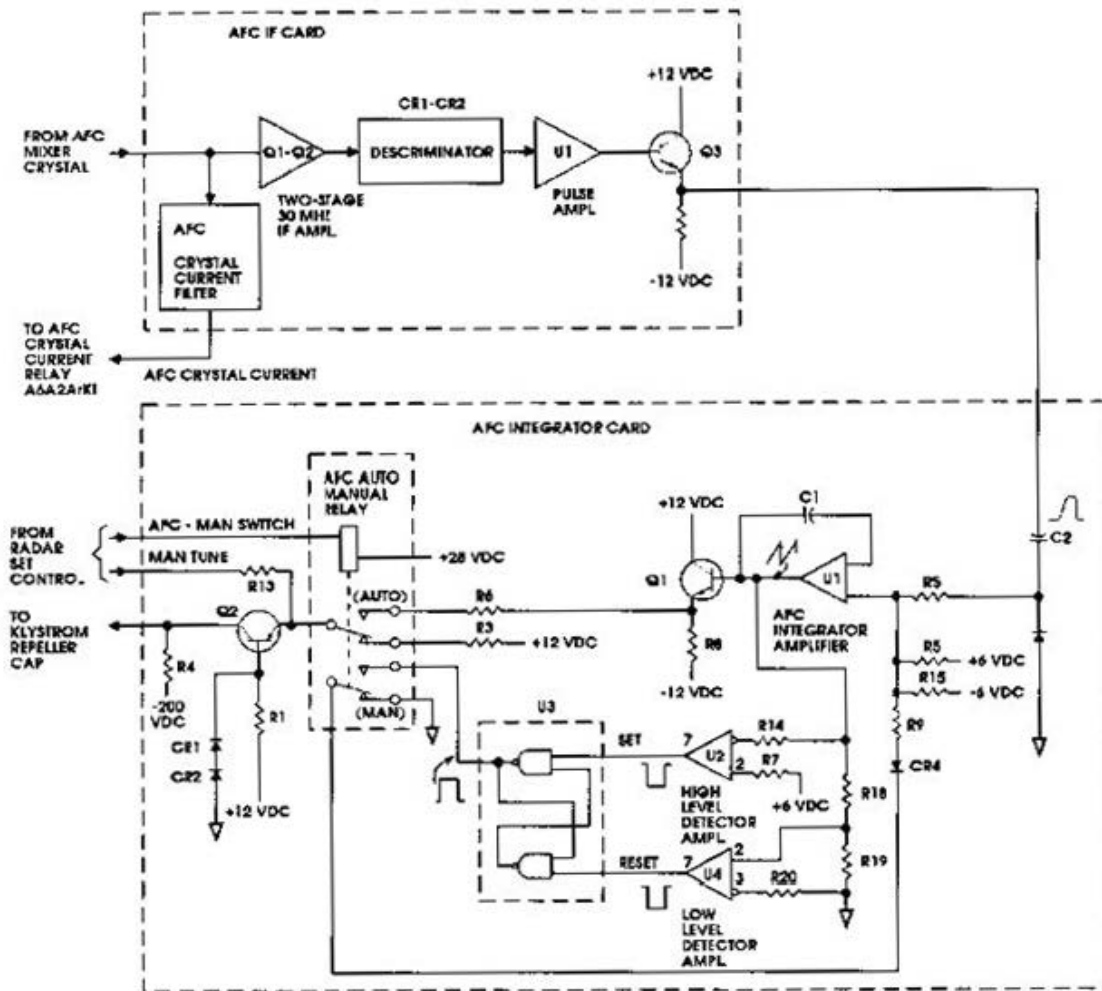 AFC IF CARD
+12 VDC
CR1-CR2
FROM AFC
MIXER
CRYSTAL
Q1-Q2
DESCRIMINATOR
U1
Q3
TWO-STAGE
30 MHZ
IF AMPL.
PULSE
AMPL
AFC
CRYSTAL
CURRENT
FILTER
-12 VDC
TO AFC
CRYSTAL
CURRENT
RELAY
AFC CRYSTAL CURRENT
AFC INTEGRATOR CARD
AFC AUTO
MANUAL
RELAY
+12 VDC
C1
FROM
RADAR
SET
CONTROL
AFC - MAN SWITCH
MAN TUNE
+28 VDC
R13
C2
Q1
U1
R5
(AUTO)
R6
Q2
TO
KLYSTROM
REPELLER
CAP
R3
+12 VDC
R8
AFC
INTEGRATOR
AMPLIFIER
R5
+6 VDC
R15
-6 VDC
-12 VDC
R4
-200
VDC
R1
(MAN)
U3
R9
CR4
CR1
CR2
+12 VDC
SET
7
U2
2
R14
R7
+6 VDC
HIGH
LEVEL
DETECTOR
AMPL.
R18
RESET
7
U4
2
3
R20
R19
LOW
LEVEL
DETECTOR
AMPL.